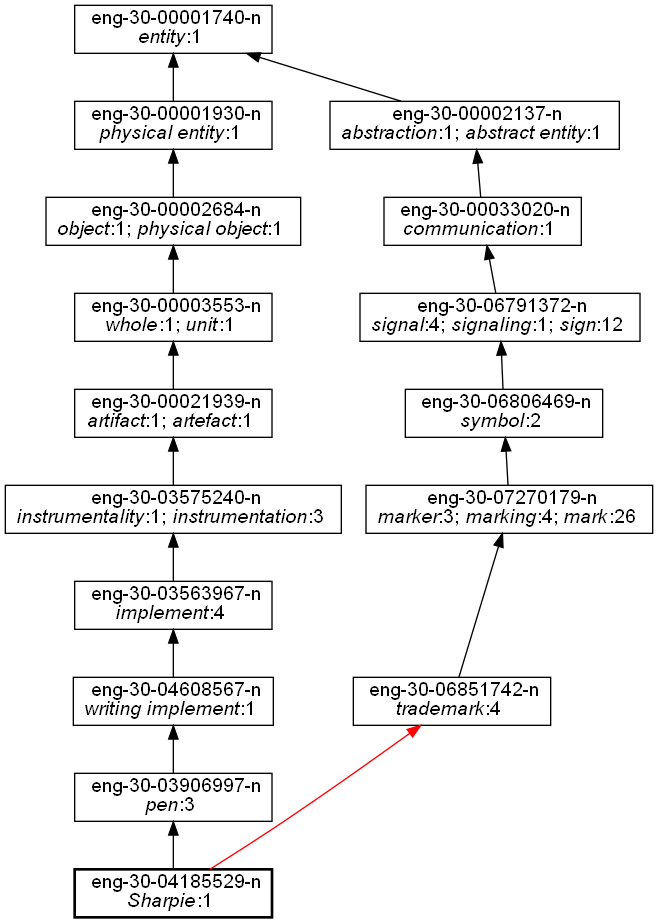 eng-30-00001740-n
entity:1
eng-30-00001930-n
physical entity:1
eng-30-00002137-n
abstraction:1; abstract entity:1
eng-30-00002684-n
object:1; physical object:1
eng-30-00033020-n
communication:1
eng-30-00003553-n
whole:1; unit:1
eng-30-06791372-n
signal:4; signaling:1; sign:12
eng-30-00021939-n
artifact:1; artefact:1
eng-30-06806469-n
symbol:2
eng-30-03575240-n
instrumentality:1; instrumentation:3
eng-30-07270179-n
marker:3; marking:4; mark:26
eng-30-03563967-n
implement:4
eng-30-04608567-n
writing implement:1
eng-30-06851742-n
trademark:4
eng-30-03906997-n
pen:3
eng-30-04185529-n
Sharpie:1